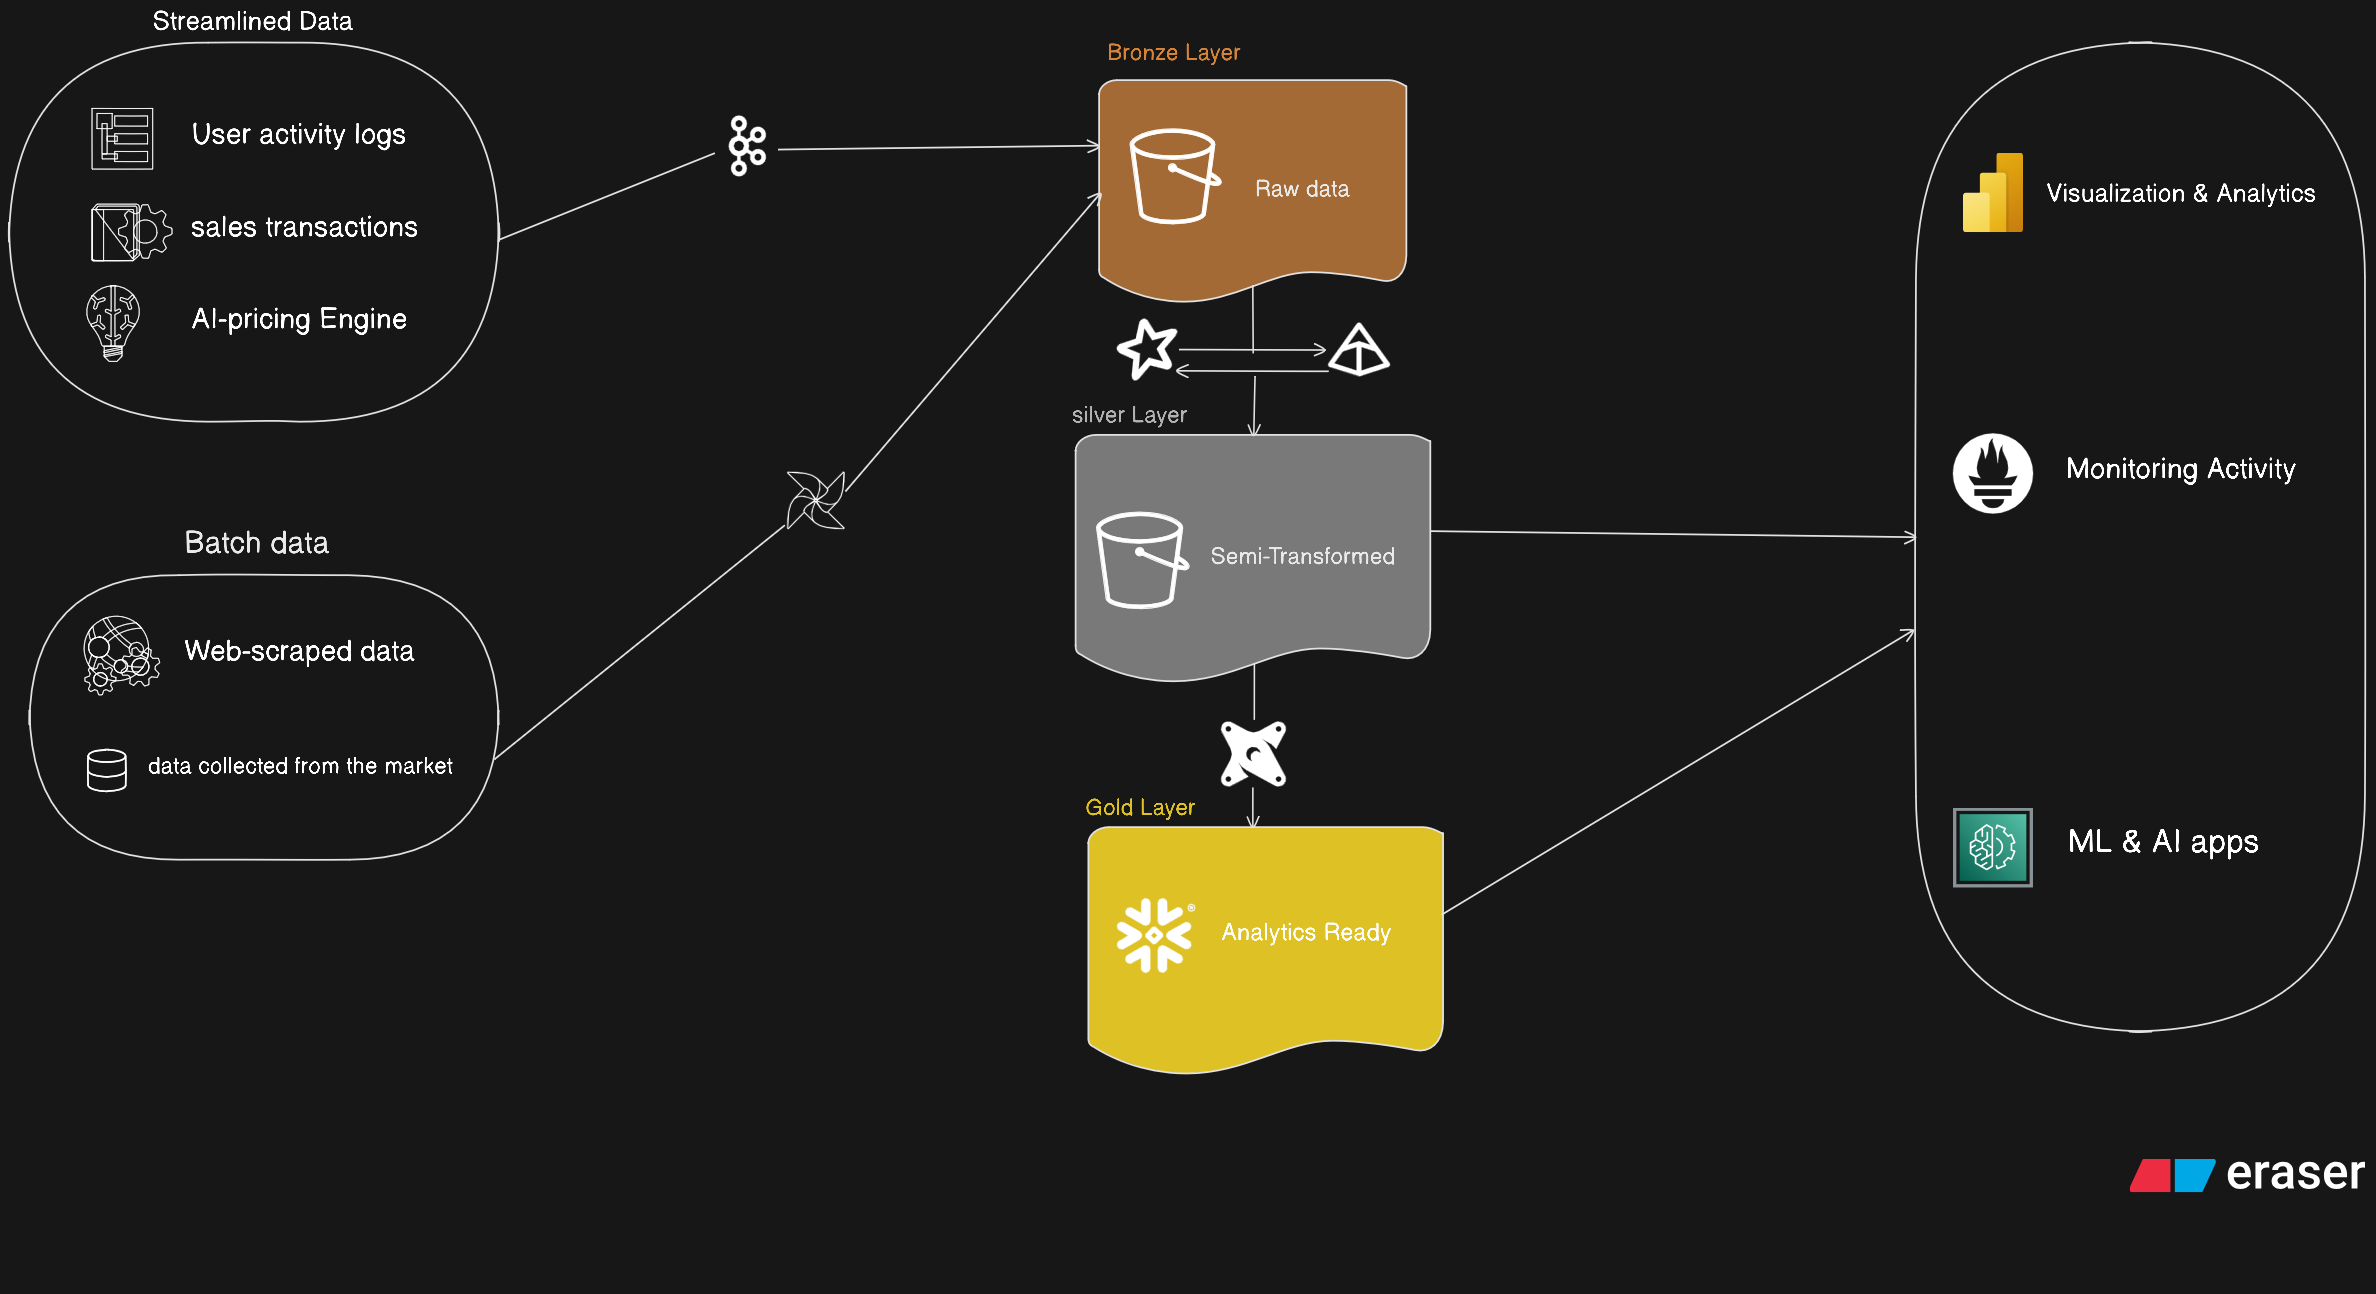 Streamlined Data
User activity logs
sales transactions
AI-pricing Engine
Batch data
Web-scraped data
data collected from the market
Bronze Layer
Raw data
silver Layer
Semi-Transformed
Gold Layer
®
Analytics Ready
Visualization & Analytics
Monitoring Activity
ML & AI apps
eraser